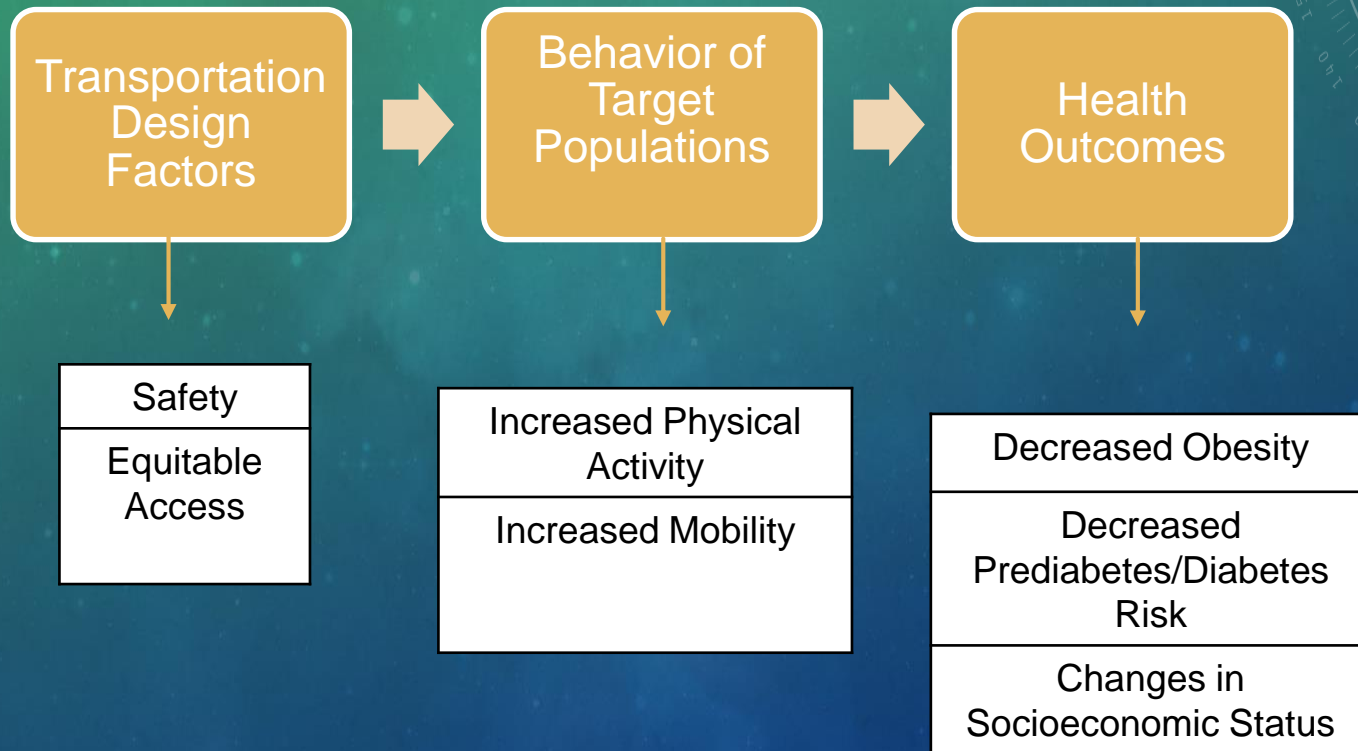 Transportation
Design
Factors
Behavior of
Target
Populations
Health
Outcomes
Safety
Equitable
Access
Increased Physical
Activity
Increased Mobility
Decreased Obesity
Decreased
Prediabetes/Diabetes
Risk
Changes in
Socioeconomic Status
140